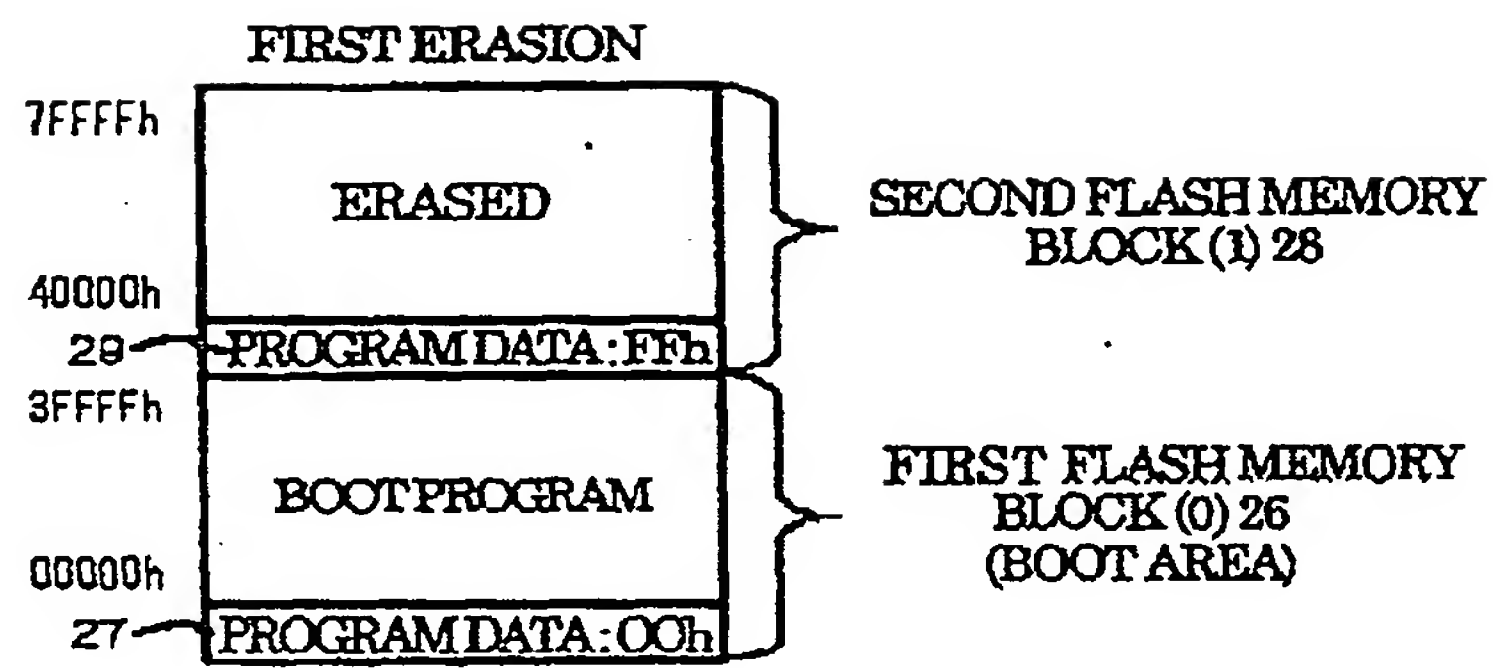 FIRST ERASION
7FFFFh
ERASED
SECOND FLASH MEMORY
BLOCK (1) 28
40000h
29 PROGRAM DATA : FFh
3FFFFh
BOOT PROGRAM
FIRST FLASH MEMORY
BLOCK (0) 26
(BOOT AREA)
00000h
27 PROGRAM DATA : 00h